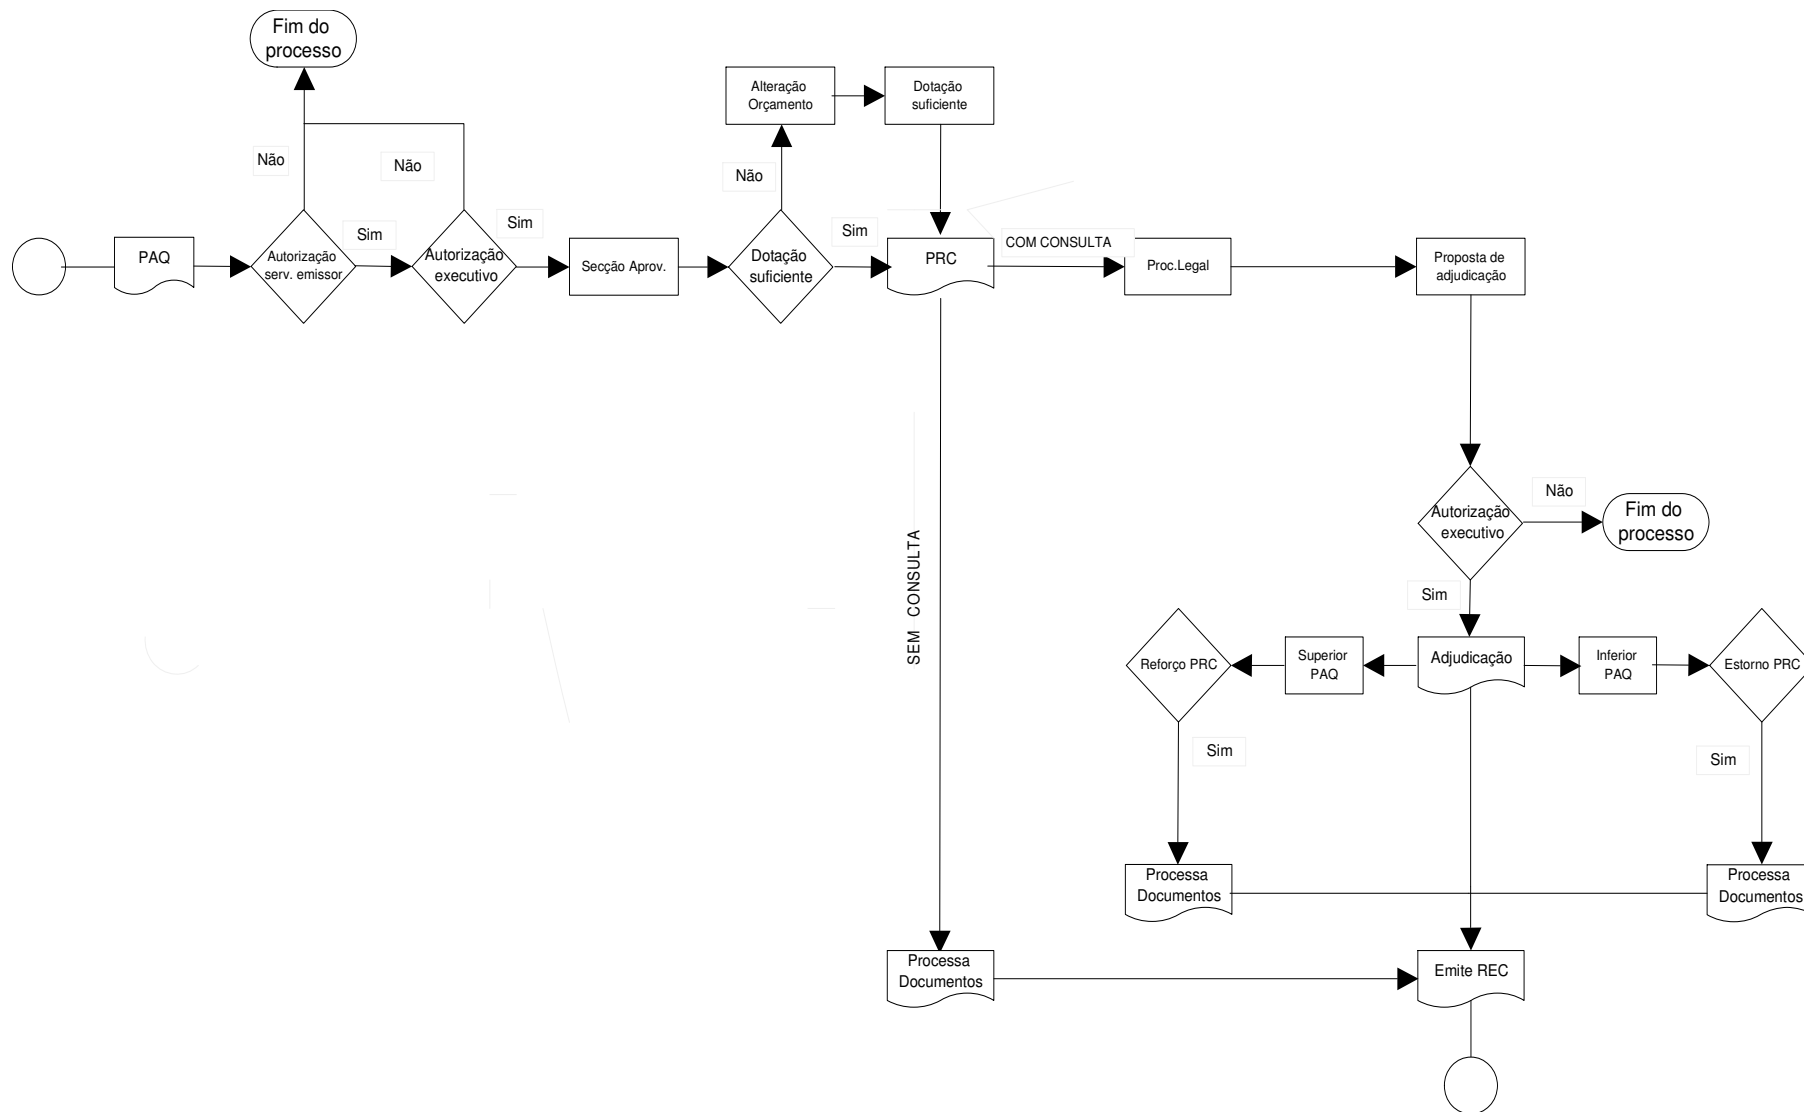 Fim do
processo
Alteração
Orçamento
Dotação
suficiente
Não
Não
Não
Sim
Sim
Sim
COM CONSULTA
PAQ
Autorização
serv. emissor
Autorização
executivo
Secção Aprov.
Dotação
suficiente
PRC
Proc.Legal
Proposta de
adjudicação
Autorização
executivo
Não
Fim do
processo
SEM CONSULTA
Sim
Reforço PRC
Superior
PAQ
Adjudicação
Inferior
PAQ
Estorno PRC
Sim
Sim
Processa
Documentos
Processa
Documentos
Processa
Documentos
Emite REC